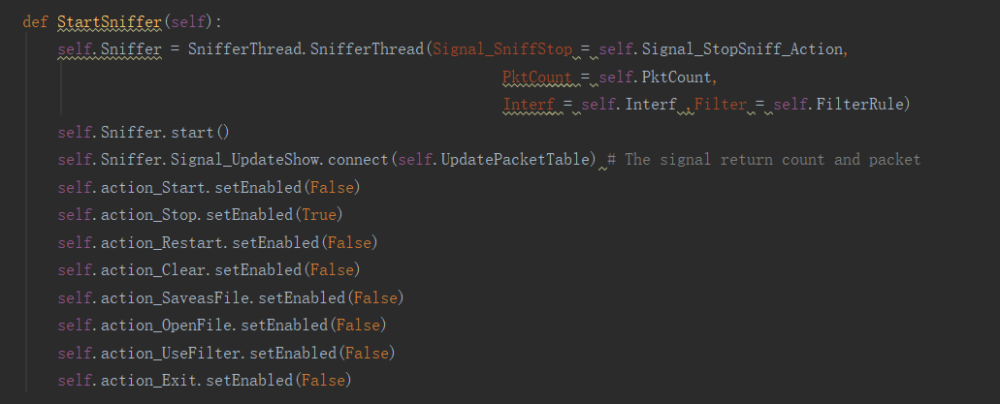 def StartSniffer(self):
    self.Sniffer = SnifferThread.SnifferThread(Signal_SniffStop = self.Signal_StopSniff_Action,
                                               PktCount = self.PktCount,
                                               Interf = self.Interf ,Filter = self.FilterRule)
    self.Sniffer.start()
    self.Sniffer.Signal_UpdateShow.connect(self.UpdatePacketTable) # The signal return count and packet
    self.action_Start.setEnabled(False)
    self.action_Stop.setEnabled(True)
    self.action_Restart.setEnabled(False)
    self.action_Clear.setEnabled(False)
    self.action_SaveasFile.setEnabled(False)
    self.action_OpenFile.setEnabled(False)
    self.action_UseFilter.setEnabled(False)
    self.action_Exit.setEnabled(False)